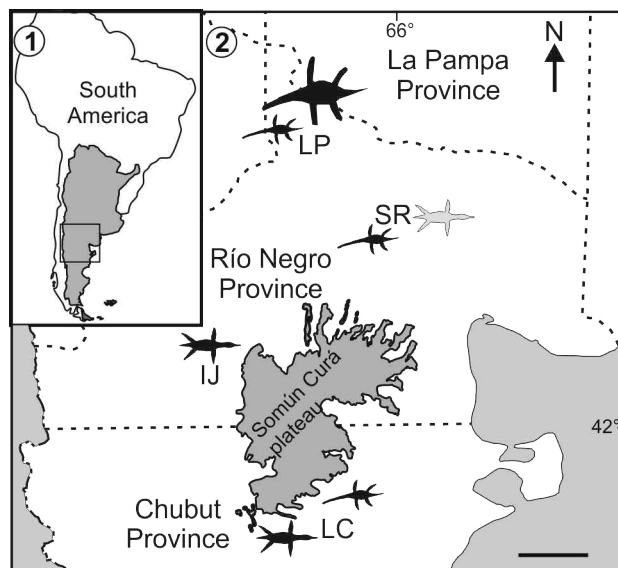 1
2
66°
N
La Pampa
Province
South
America
LP
SR
Río Negro
Province
IJ
Somún Curá
plateau
42°
Chubut
Province
LC